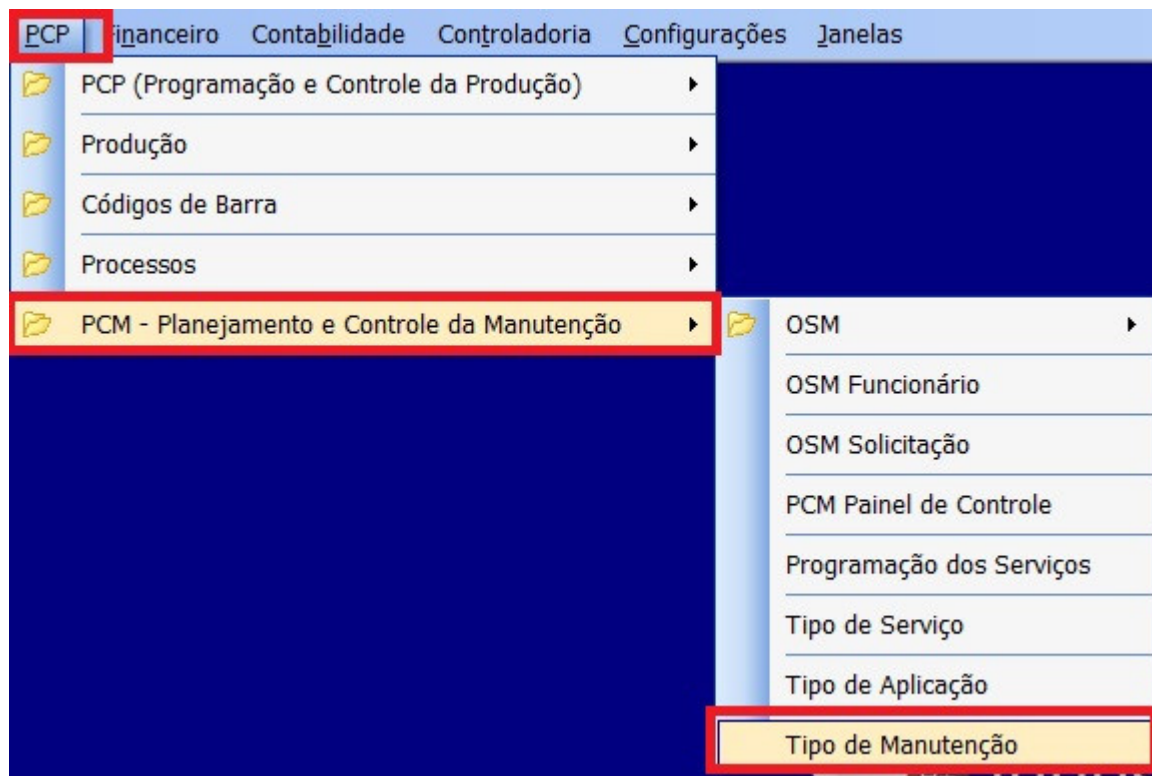 PCP Financeiro Contabilidade Controladoria Configurações Janelas
PCP (Programação e Controle da Produção)
Produção
Códigos de Barra
Processos
PCM - Planejamento e Controle da Manutenção
OSM
OSM Funcionário
OSM Solicitação
PCM Painel de Controle
Programação dos Serviços
Tipo de Serviço
Tipo de Aplicação
Tipo de Manutenção